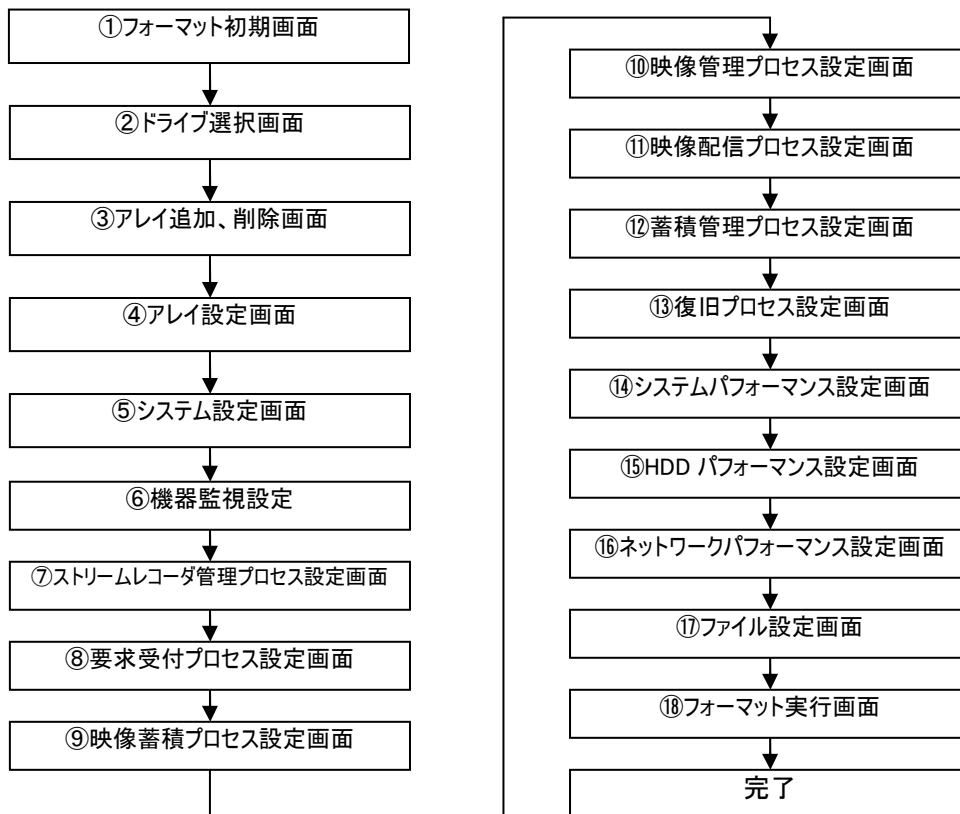 ①フォーマット初期画面
②ドライブ選択画面
③アレイ追加、削除画面
④アレイ設定画面
⑤システム設定画面
⑥機器監視設定
⑦ストリームレコーダ管理プロセス設定画面
⑧要求受付プロセス設定画面
⑨映像蓄積プロセス設定画面
⑩映像管理プロセス設定画面
⑪映像配信プロセス設定画面
⑫蓄積管理プロセス設定画面
⑬復旧プロセス設定画面
⑭システムパフォーマンス設定画面
⑮HDD パフォーマンス設定画面
⑯ネットワークパフォーマンス設定画面
⑰ファイル設定画面
⑱フォーマット実行画面
完了